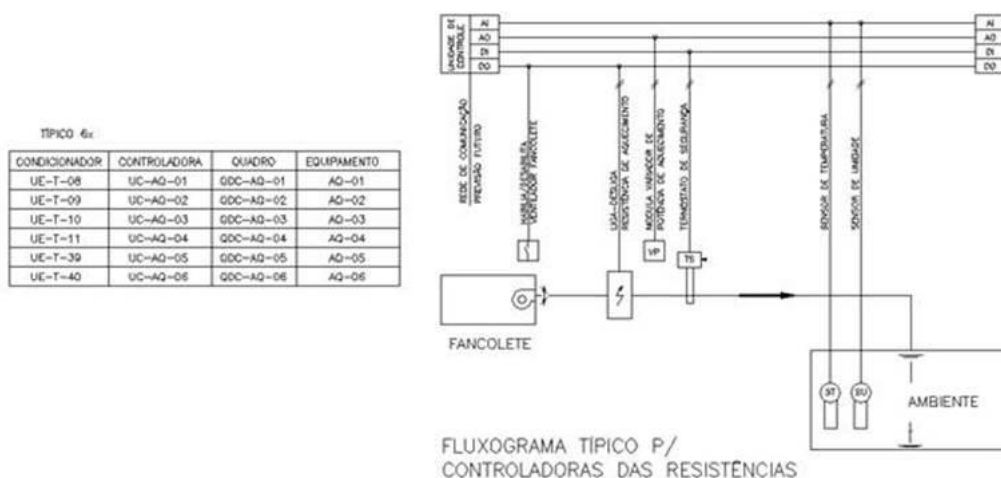 UNIDADE DE CONTROLE
AI
AO
DI
DO
AI
AO
DI
DO
REDE DE COMUNICAÇÃO
PREVISÃO FUTURO
HABILIA/DESABILITA
VENTILADOR FANCOLETE
LIGA-DESLIGA
RESISTÊNCIA DE AQUECIMENTO
MODULA VARIADOR DE
POTÊNCIA DE AQUECIMENTO
TERMOSTATO DE SEGURANÇA
SENSOR DE TEMPERATURA
SENSOR DE UMIDADE
TÍPICO 6x
CONDICIONADOR CONTROLADORA QUADRO EQUIPAMENTO
UE-T-08 UC-AQ-01 QDC-AQ-01 AQ-01
UE-T-09 UC-AQ-02 QDC-AQ-02 AQ-02
UE-T-10 UC-AQ-03 QDC-AQ-03 AQ-03
UE-T-11 UC-AQ-04 QDC-AQ-04 AQ-04
UE-T-39 UC-AQ-05 QDC-AQ-05 AQ-05
UE-T-40 UC-AQ-06 QDC-AQ-06 AQ-06
VP
TS
FANCOLETE
ST
SU
AMBIENTE
FLUXOGRAMA TÍPICO P/
CONTROLADORAS DAS RESISTÊNCIAS